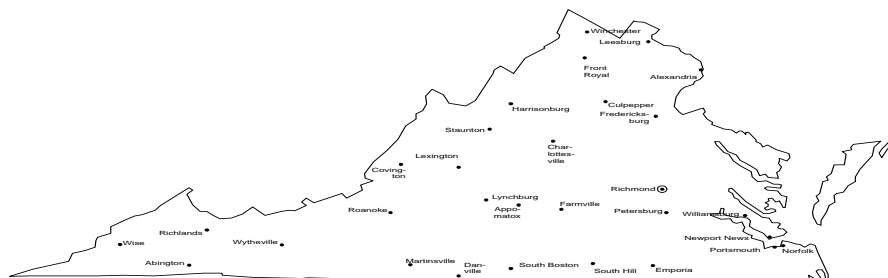 Winchester
Leesburg
Front
Royal
Alexandria
Culpepper
Harrisonburg
Fredericks-
burg
Staunton
Char-
lottes-
ville
Lexington
Coving-
ton
Richmond
Lynchburg
Appo-
matox
Farmville
Roanoke
Petersburg
Williamsburg
Richlands
Wise
Wytheville
Newport News
Portsmouth
Norfolk
Abington
Martinsville
Dan-
ville
South Boston
South Hill
Emporia